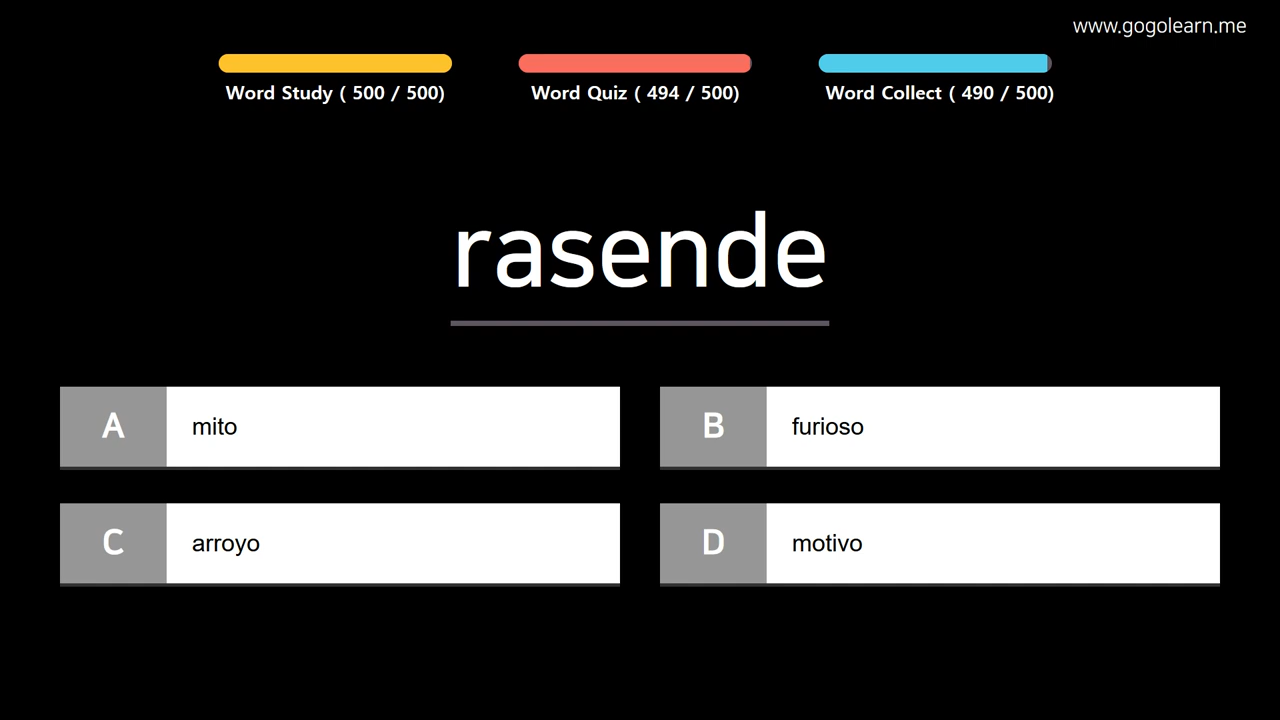 www.gogolearn.me
Word Study ( 500 / 500)
Word Quiz ( 494 / 500)
Word Collect ( 490 / 500)
rasende
A mito
B furioso
C arroyo
D motivo